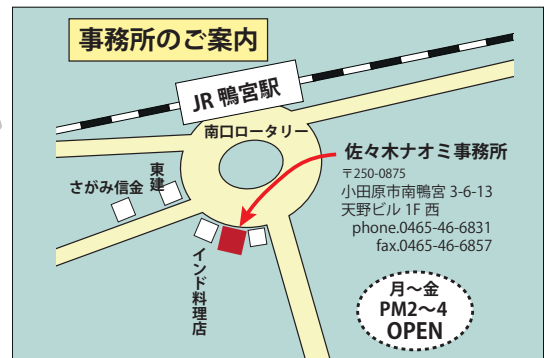 事務所のご案内
JR 鴨宮駅
南口ロータリー
東建
さがみ信金
インド料理店
佐々木ナオミ事務所
〒250-0875
小田原市南鴨宮 3-6-13
天野ビル 1F 西
phone.0465-46-6831
fax.0465-46-6857
月〜金
PM2〜4
OPEN